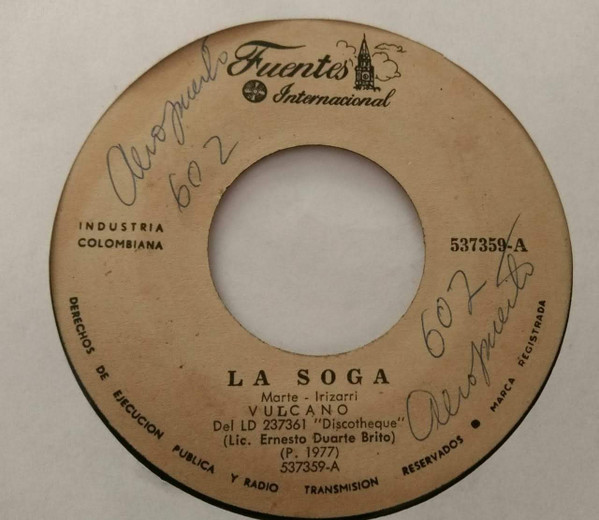 Fuentes
Internacional
Aeropuerto
602
INDUSTRIA
COLOMBIANA
537359-A
602
Aeropuerto
LA SOGA
Marte - Irizarri
VULCANO
Del LD 237361 "Discotheque"
(Lic. Ernesto Duarte Brito)
(P. 1977)
537359-A
DERECHOS DE EJECUCION PUBLICA Y RADIO TRANSMISION RESERVADOS ● MARCA REGISTRADA